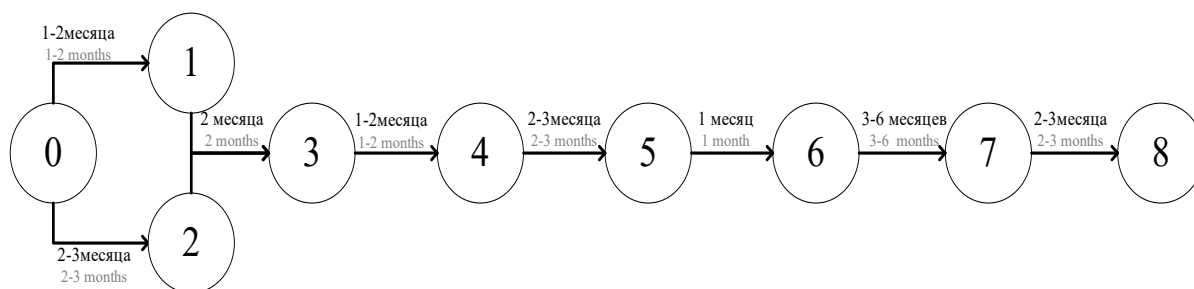 1-2месяца
1-2 months
1
0
2 месяца
2 months
3
1-2месяца
1-2 months
4
2-3месяца
2-3 months
5
1 месяц
1 month
6
3-6 месяцев
3-6 months
7
2-3месяца
2-3 months
8
2
2-3месяца
2-3 months